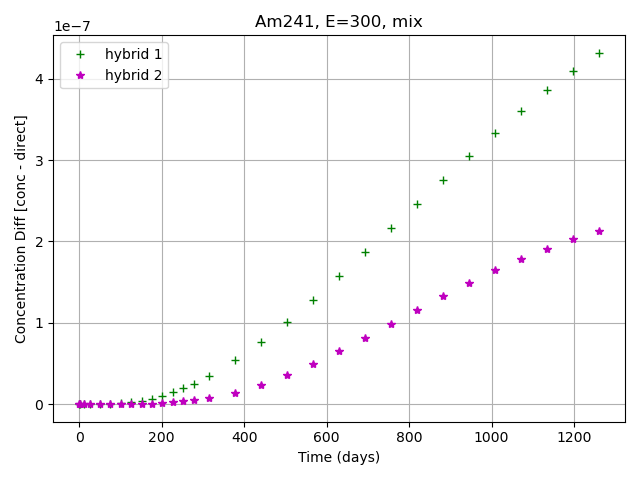 Am241, E=300, mix
1e−7
hybrid 1
hybrid 2
4
3
2
1
0
Concentration Diff [conc - direct]
0 200 400 600 800 1000 1200
Time (days)